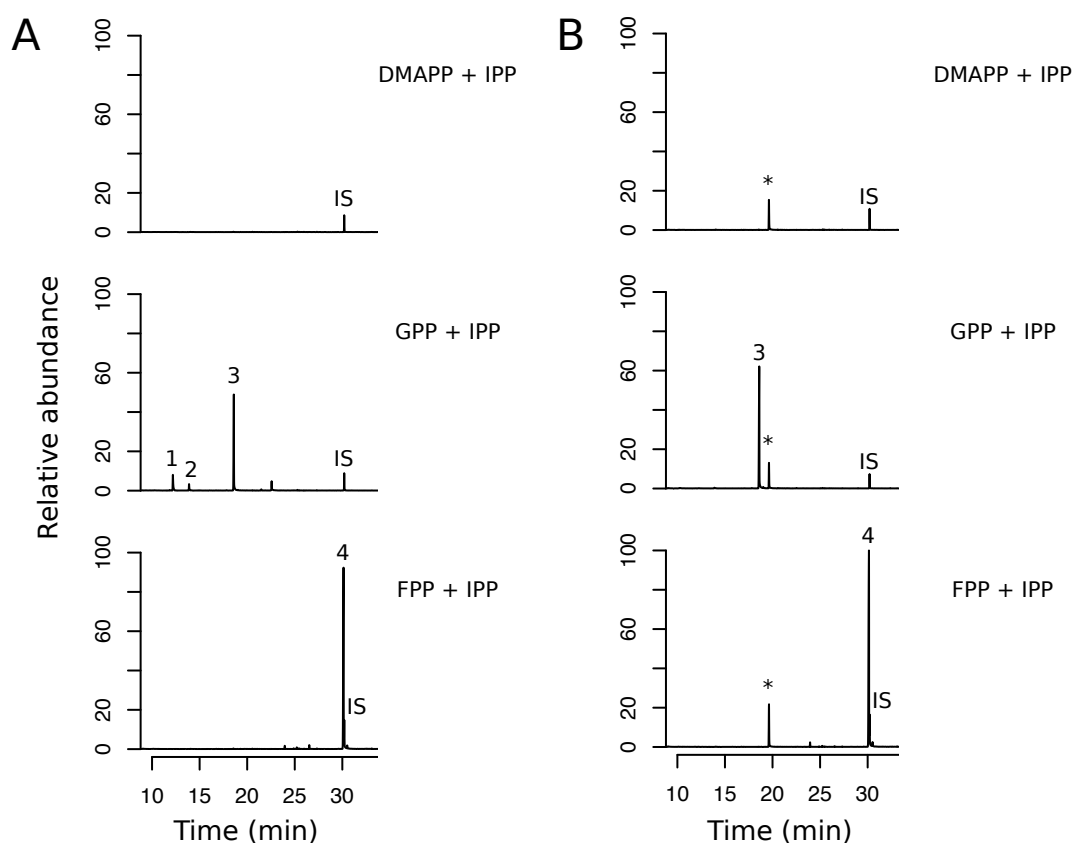 A
B
100
60
20
0
DMAPP + IPP
IS
100
60
20
0
DMAPP + IPP
*
IS
Relative abundance
100
60
20
0
GPP + IPP
1
2
3
IS
100
60
20
0
GPP + IPP
3
*
IS
100
60
20
0
FPP + IPP
4
IS
10 15 20 25 30
Time (min)
100
60
20
0
FPP + IPP
4
*
IS
10 15 20 25 30
Time (min)